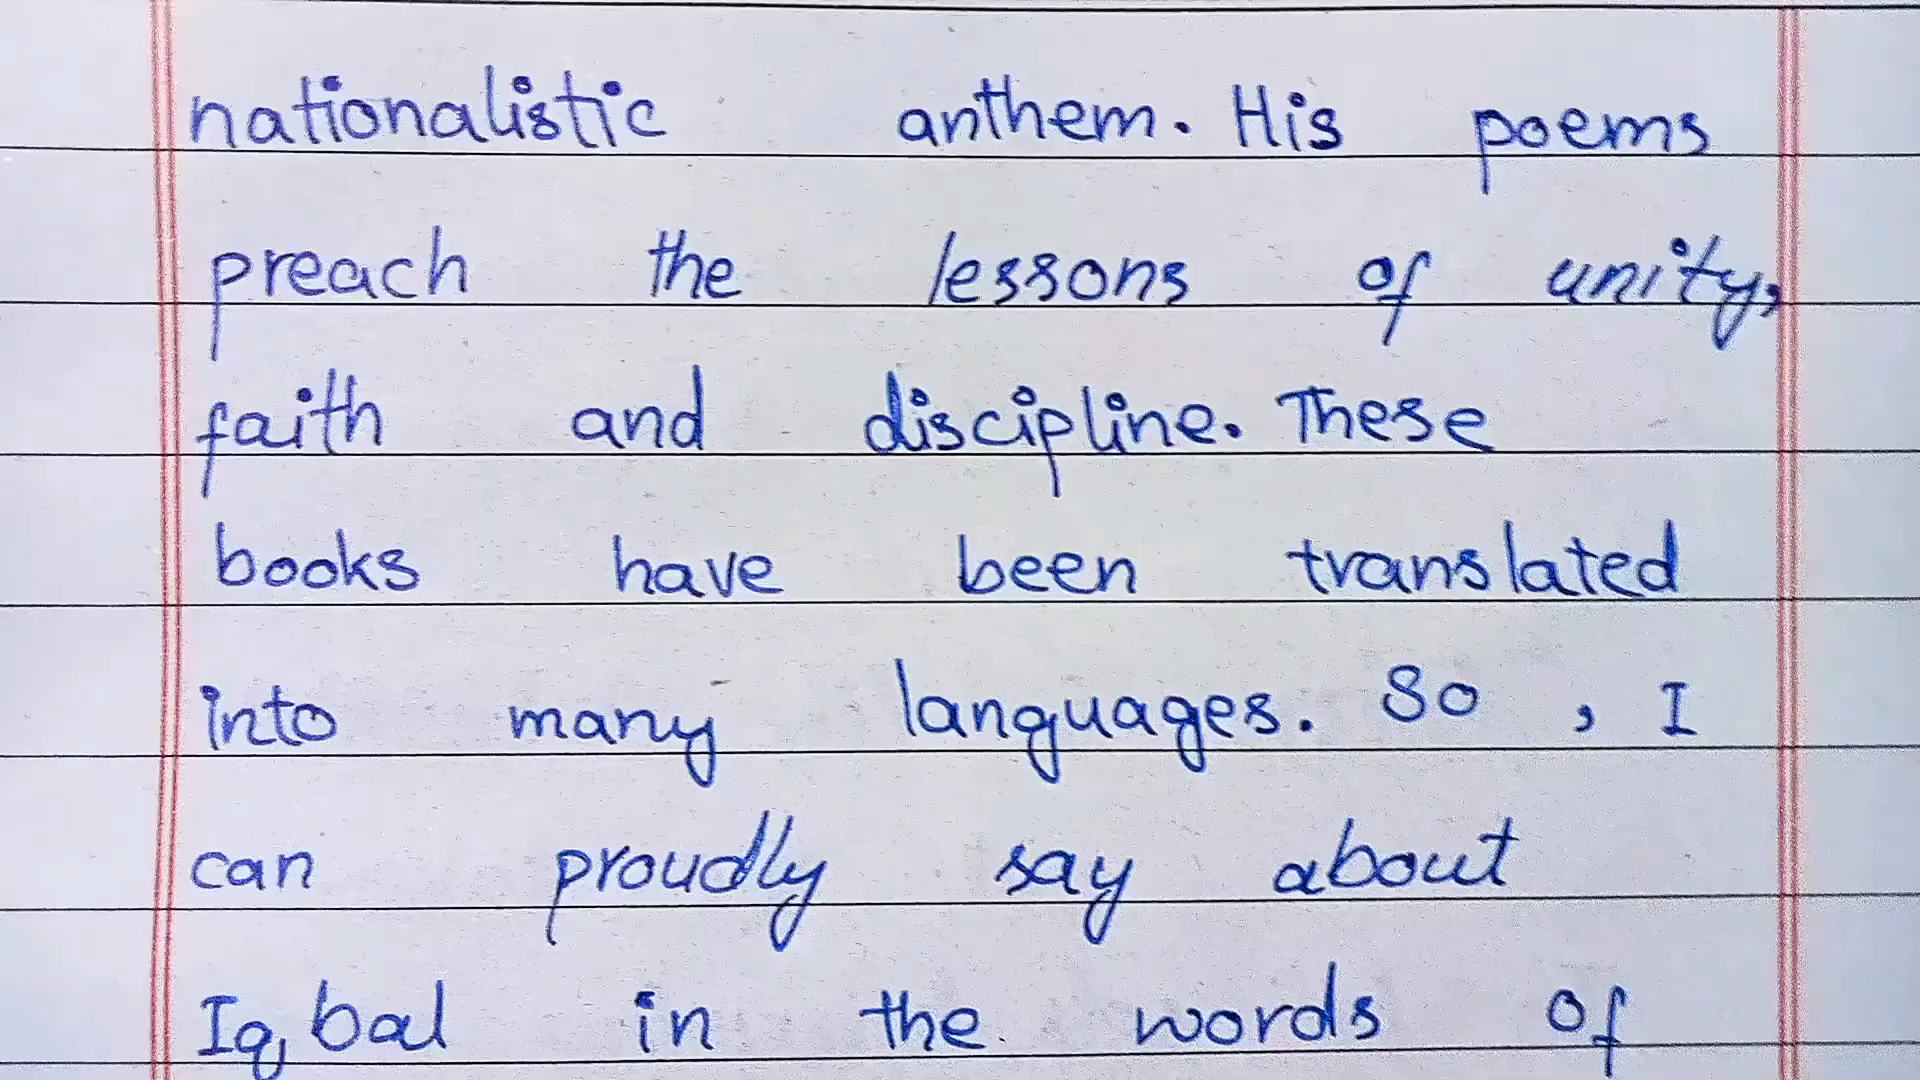 nationalistic anthem. His poems
preach the lessons of unity,
faith and discipline. These
books have been translated
into many languages. So , I
can proudly say about
Iqbal in the words of